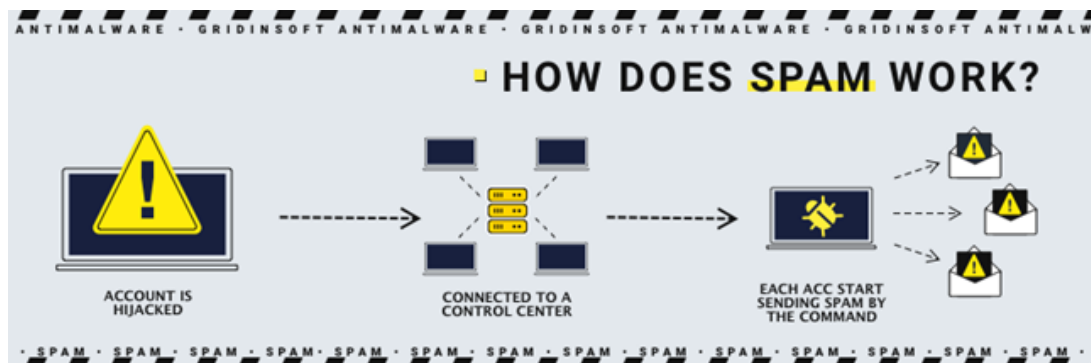 ANTIMALWARE · GRIDINSOFT ANTIMALWARE · GRIDINSOFT ANTIMALWARE · GRIDINSOFT ANTIMALW
HOW DOES SPAM WORK?
ACCOUNT IS
HIJACKED
CONNECTED TO A
CONTROL CENTER
EACH ACC START
SENDING SPAM BY
THE COMMAND
· SPAM · SPAM · SPAM · SPAM · SPAM · SPAM · SPAM · SPAM · SPAM · SPAM · SPAM · SPAM · SPAM · SPAM ·